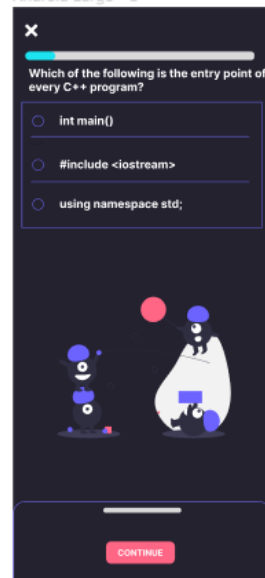 Which of the following is the entry point of
every C++ program?
int main()
#include <iostream>
using namespace std;
CONTINUE